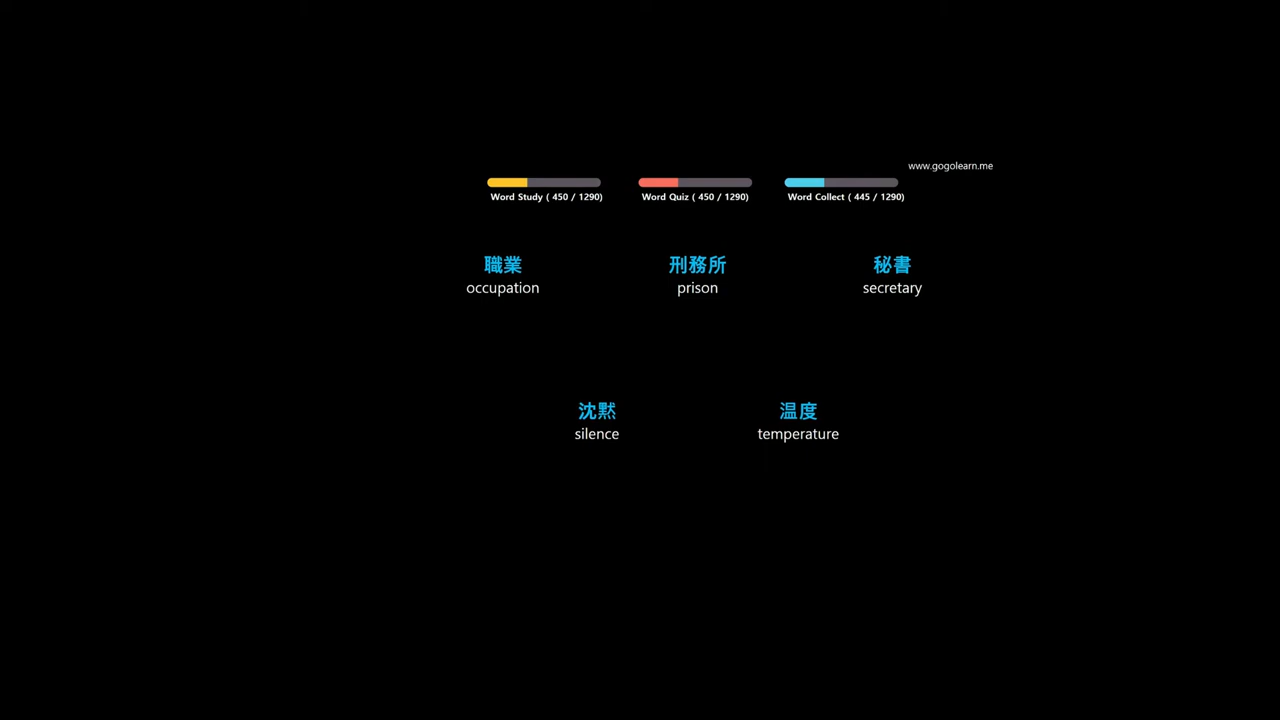 www.gogolearn.me
Word Study ( 450 / 1290)
Word Quiz ( 450 / 1290)
Word Collect ( 445 / 1290)
職業
occupation
刑務所
prison
秘書
secretary
沈黙
silence
温度
temperature